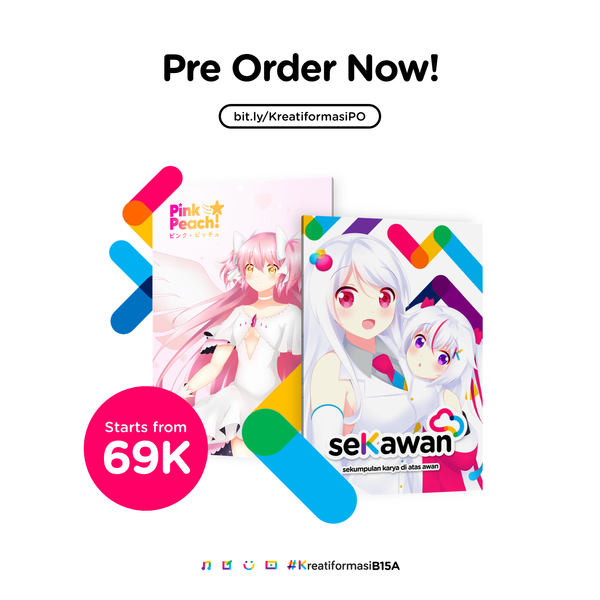 Pre Order Now!
bit.ly/KreatiformasiPO
Pink
Peach!
ピンク・ピーチ！
seKawan
sekumpulan karya di atas awan
Starts from
69K
#KreatiformasiB15A